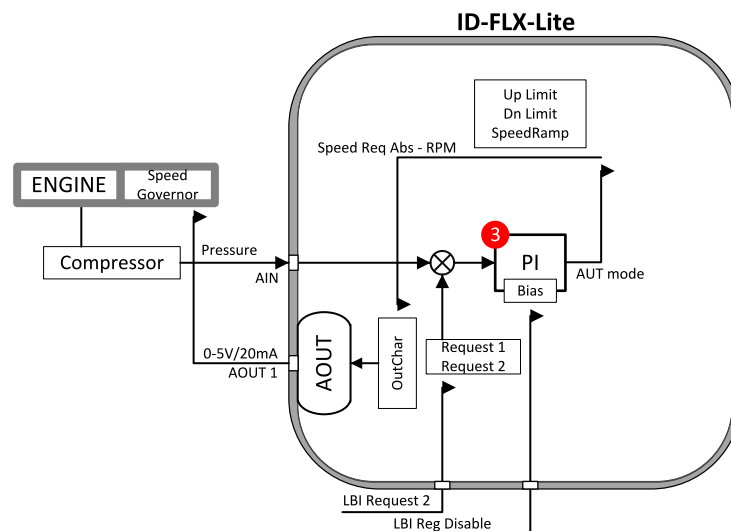 ID-FLX-Lite
Up Limit
Dn Limit
SpeedRamp
Speed Req Abs - RPM
ENGINE
Speed
Governor
3
Compressor
Pressure
AIN
PI
Bias
AUT mode
0-5V/20mA
AOUT 1
AOUT
OutChar
Request 1
Request 2
LBI Request 2
LBI Reg Disable